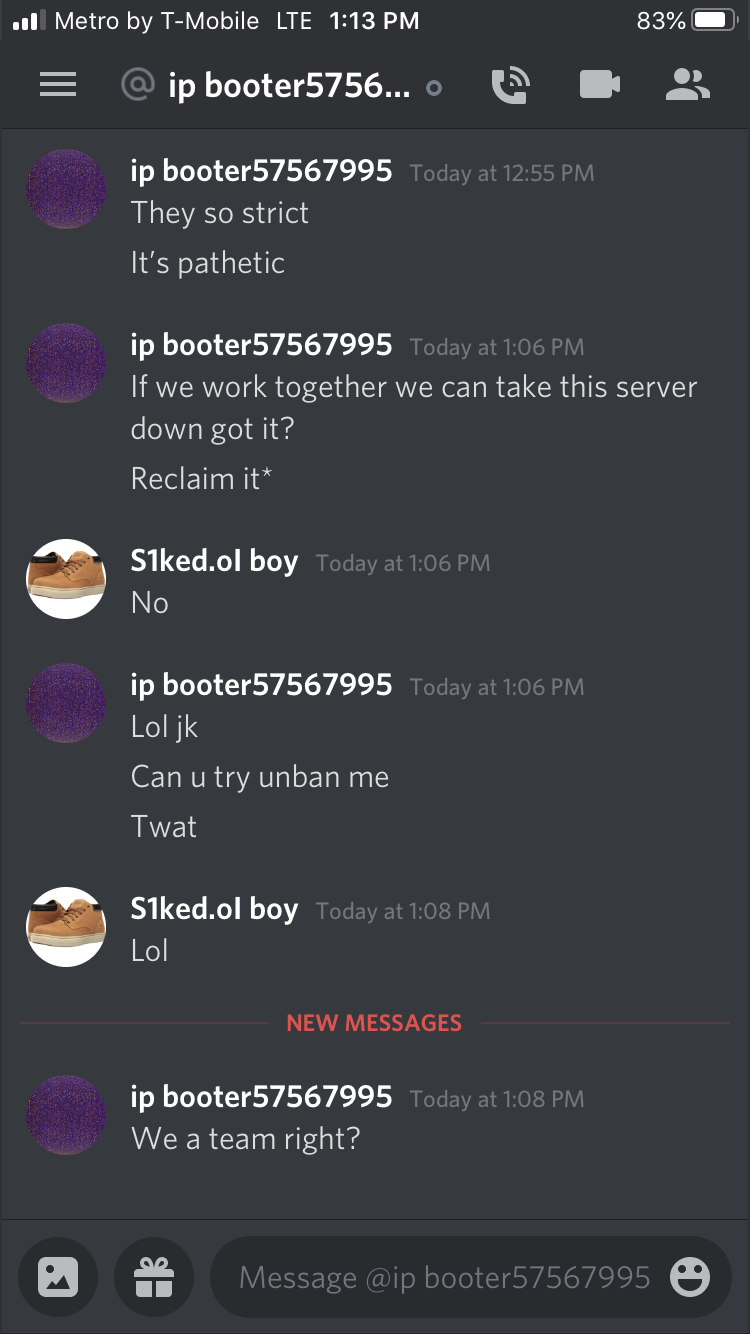 Metro by T-Mobile LTE 1:13 PM 83%
@ ip booter5756...
ip booter57567995 Today at 12:55 PM
They so strict
It's pathetic
ip booter57567995 Today at 1:06 PM
If we work together we can take this server
down got it?
Reclaim it*
S1ked.oI boy Today at 1:06 PM
No
ip booter57567995 Today at 1:06 PM
Lol jk
Can u try unban me
Twat
S1ked.oI boy Today at 1:08 PM
Lol
NEW MESSAGES
ip booter57567995 Today at 1:08 PM
We a team right?
Message @ip booter57567995